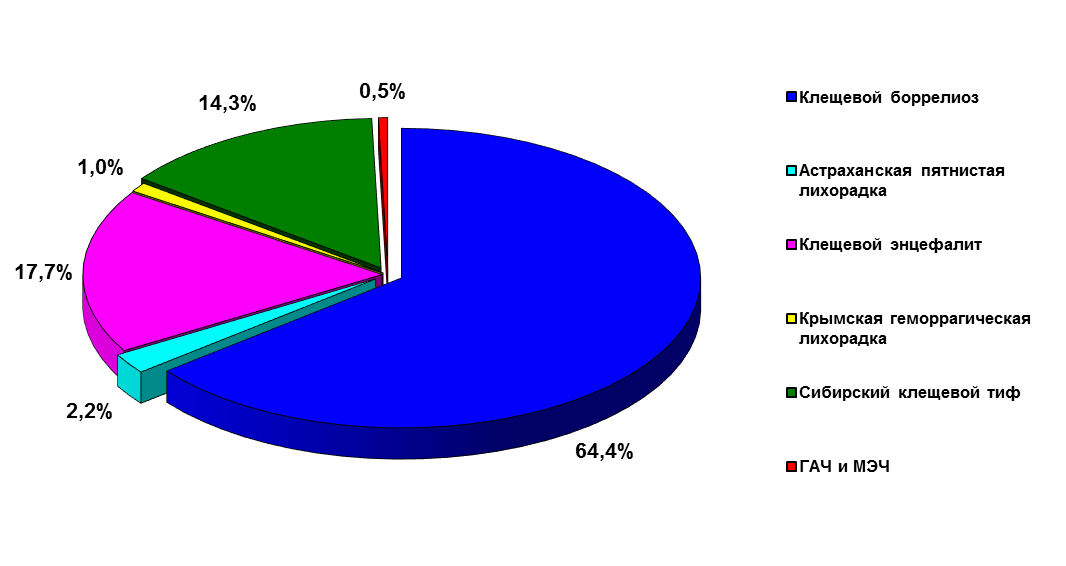 0,5%
14,3%
1,0%
17,7%
2,2%
64,4%
Клещевой боррелиоз
Астраханская пятнистая
лихорадка
Клещевой энцефалит
Крымская геморрагическая
лихорадка
Сибирский клещевой тиф
ГАЧ и МЭЧ